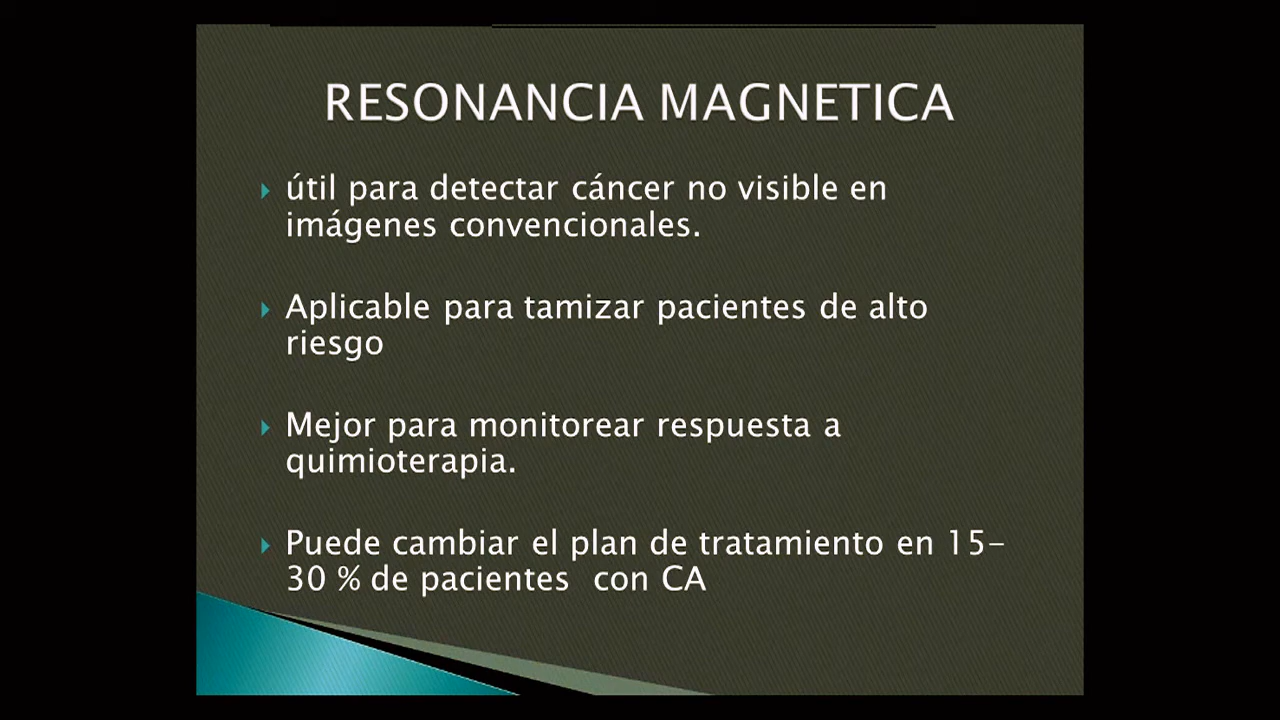 RESONANCIA MAGNETICA
útil para detectar cáncer no visible en
imágenes convencionales.
Aplicable para tamizar pacientes de alto
riesgo
Mejor para monitorear respuesta a
quimioterapia.
Puede cambiar el plan de tratamiento en 15-
30 % de pacientes  con CA